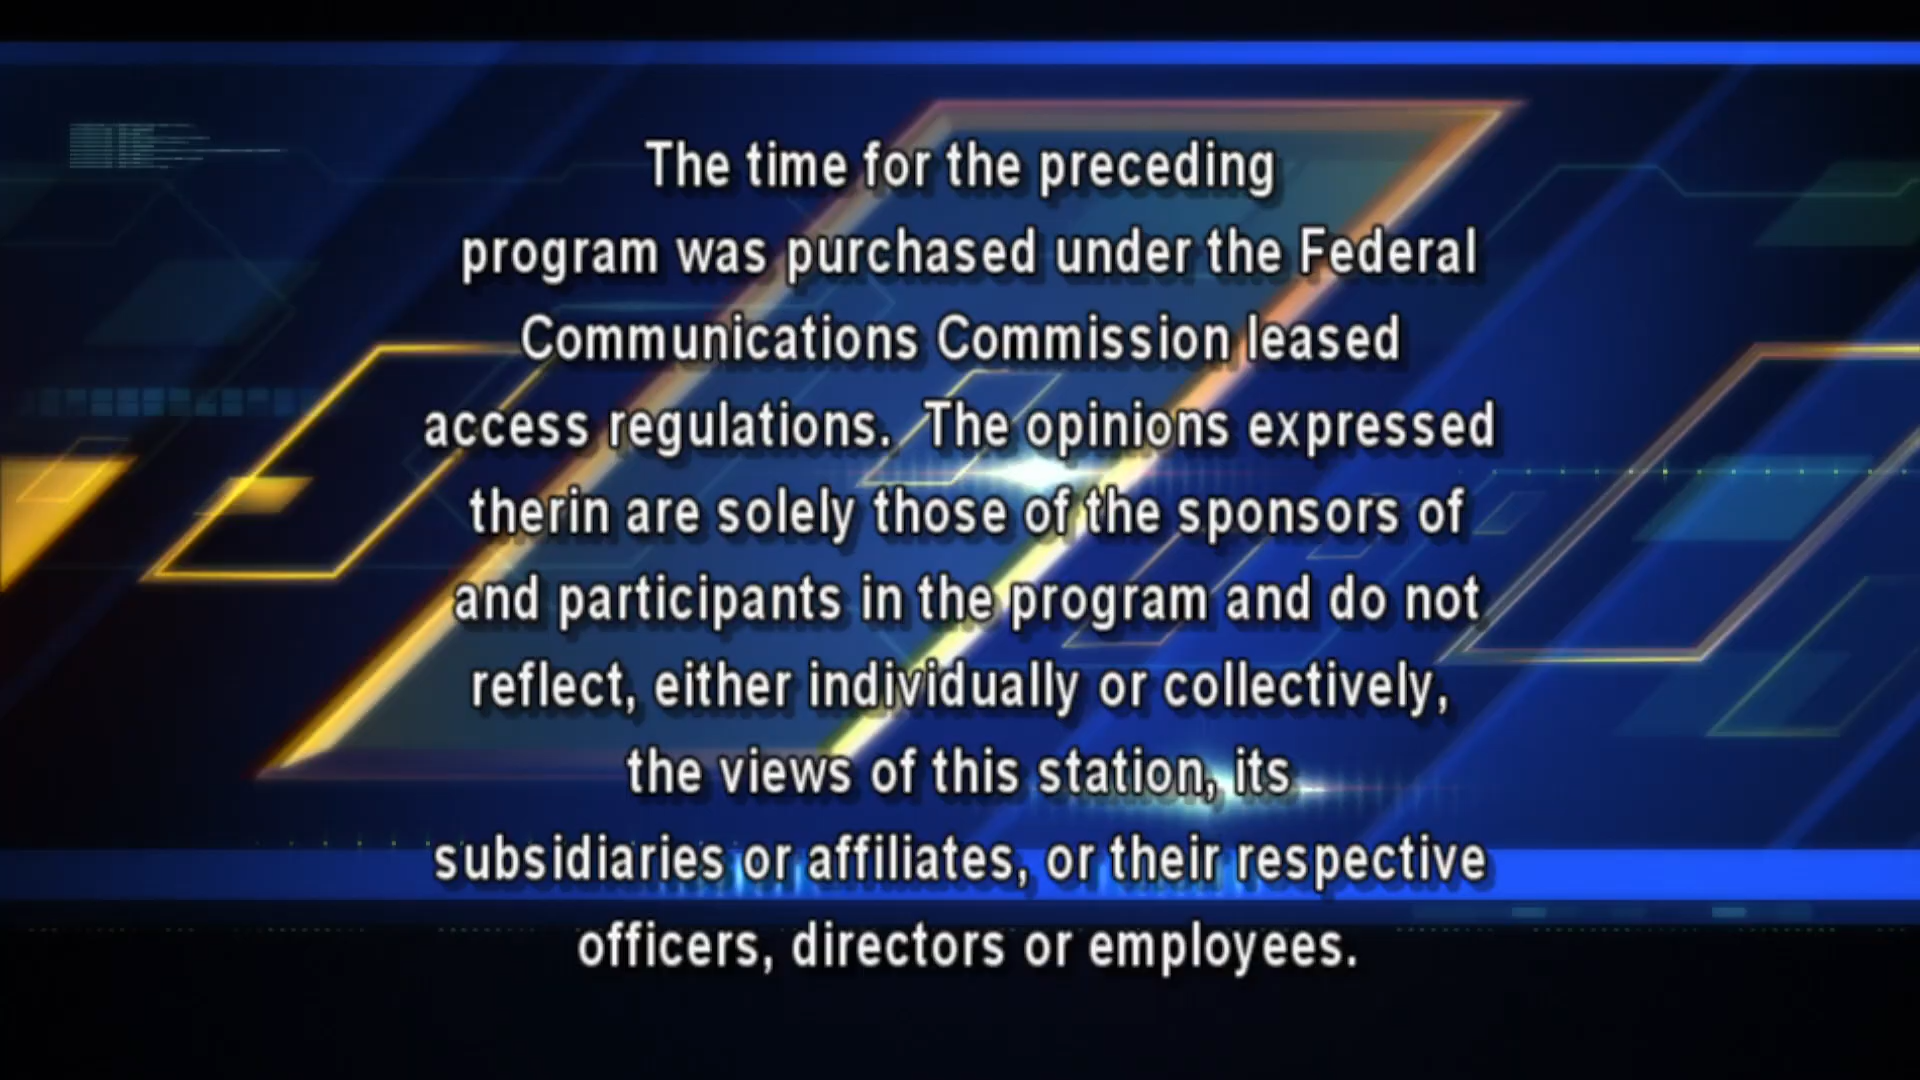 The time for the preceding
program was purchased under the Federal
Communications Commission leased
access regulations.  The opinions expressed
therin are solely those of the sponsors of
and participants in the program and do not
reflect, either individually or collectively,
the views of this station, its
subsidiaries or affiliates, or their respective
officers, directors or employees.